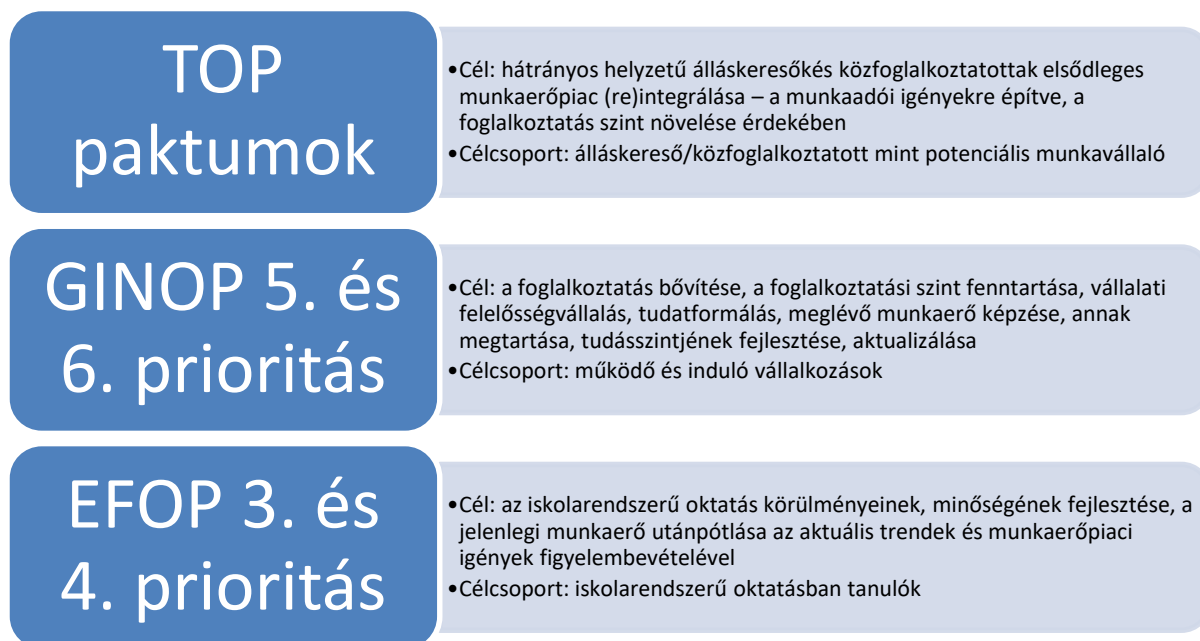 TOP
paktumok
•Cél: hátrányos helyzetű álláskeresőkés közfoglalkoztatottak elsődleges
munkaerőpiac (re)integrálása – a munkaadói igényekre építve, a
foglalkoztatás szint növelése érdekében
•Célcsoport: álláskereső/közfoglalkoztatott mint potenciális munkavállaló
GINOP 5. és
6. prioritás
•Cél: a foglalkoztatás bővítése, a foglalkoztatási szint fenntartása, vállalati
felelősségvállalás, tudatformálás, meglévő munkaerő képzése, annak
megtartása, tudásszintjének fejlesztése, aktualizálása
•Célcsoport: működő és induló vállalkozások
EFOP 3. és
4. prioritás
•Cél: az iskolarendszerű oktatás körülményeinek, minőségének fejlesztése, a
jelenlegi munkaerő utánpótlása az aktuális trendek és munkaerőpiaci
igények figyelembevételével
•Célcsoport: iskolarendszerű oktatásban tanulók